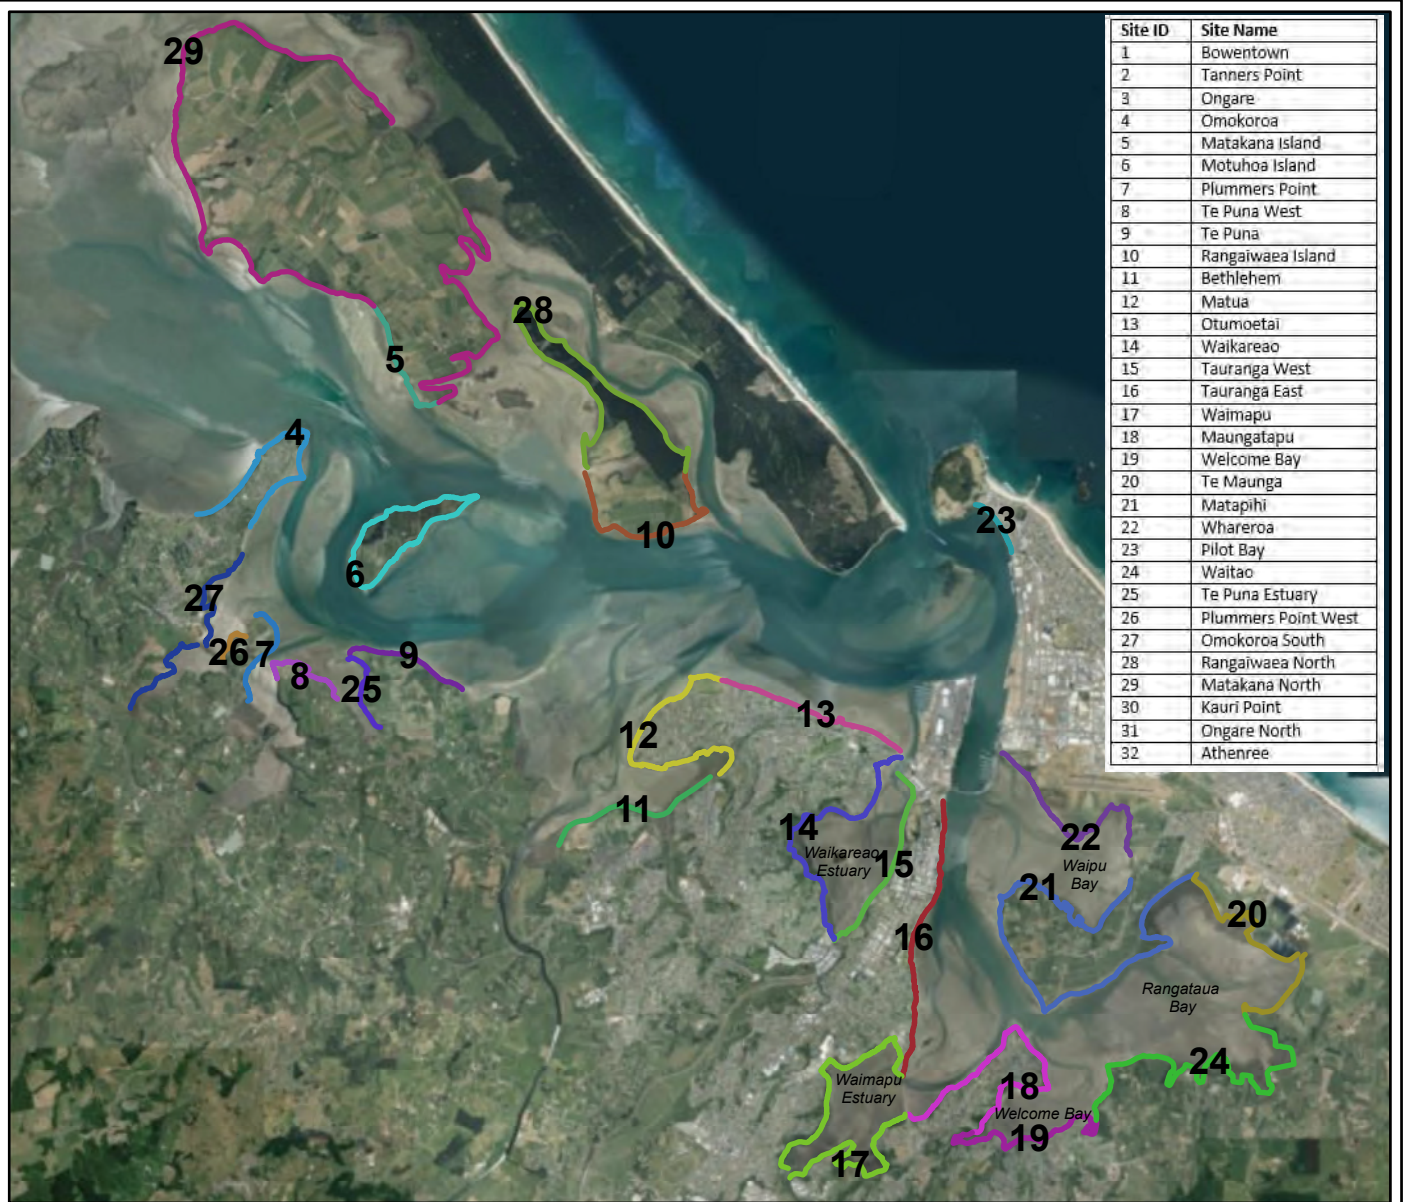 Site ID Site Name
1 Bowentown
2 Tanners Point
3 Ongare
4 Omokoroa
5 Matakana Island
6 Motuhoa Island
7 Plummers Point
8 Te Puna West
9 Te Puna
10 Rangaiwaea Island
11 Bethlehem
12 Matua
13 Otumoetai
14 Waikareao
15 Tauranga West
16 Tauranga East
17 Waimapu
18 Maungatapu
19 Welcome Bay
20 Te Maunga
21 Matapihi
22 Whareroa
23 Pilot Bay
24 Waitao
25 Te Puna Estuary
26 Plummers Point West
27 Omokoroa South
28 Rangaiwaea North
29 Matakana North
30 Kauri Point
31 Ongare North
32 Athenree
29
28
5
4
23
10
6
27
26
7
8
25
9
12
13
11
14
Waikareao
Estuary
15
22
Waipu
Bay
21
20
16
Rangataua
Bay
24
Waimapu
Estuary
18
Welcome Bay
19
17